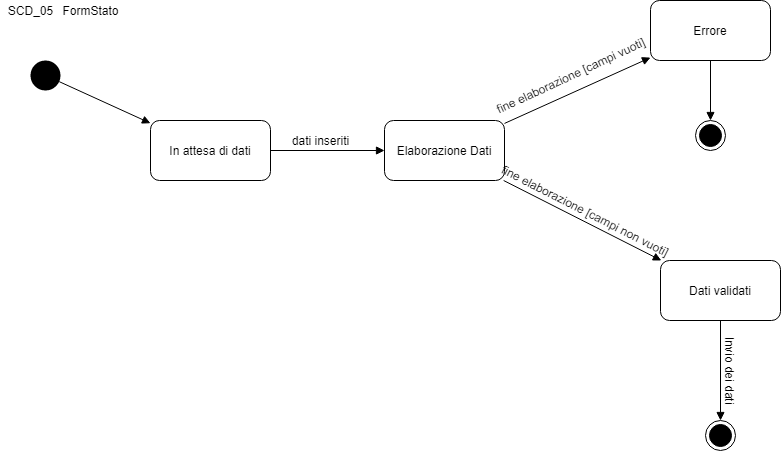 SCD_05 FormStato
Errore
fine elaborazione [campi vuoti]
In attesa di dati
dati inseriti
Elaborazione Dati
fine elaborazione [campi non vuoti]
Dati validati
Invio dei dati